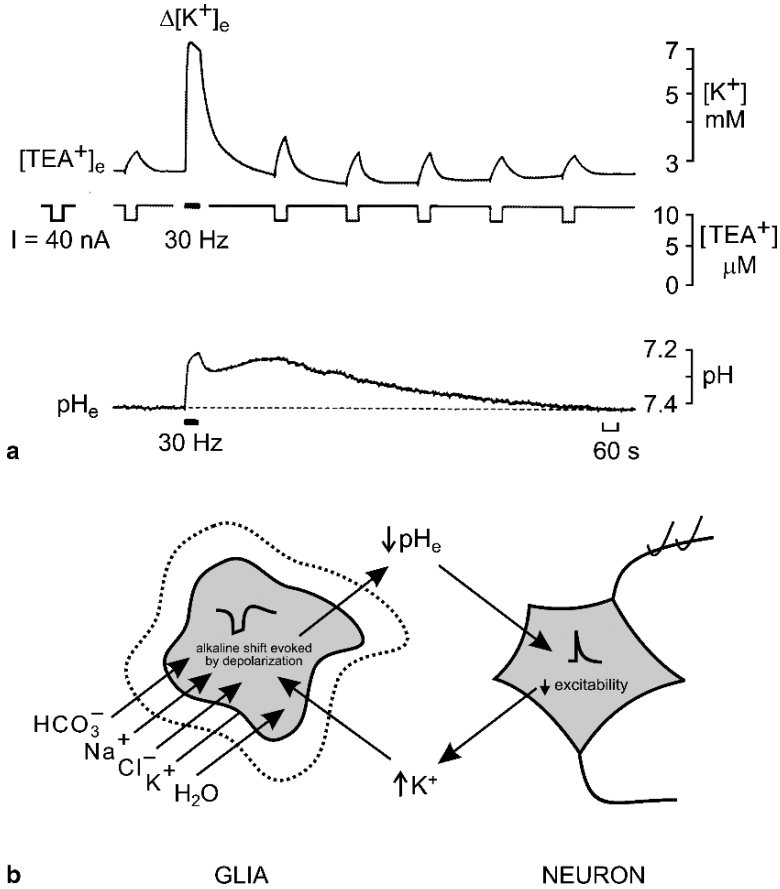 Δ[K⁺]ₑ
7
5
3
[K⁺]
mM
[TEA⁺]ₑ
I = 40 nA
30 Hz
10
5
0
[TEA⁺]
μM
7.2
7.4
pH
pHₑ
30 Hz
60 s
a
↓pHₑ
alkaline shift evoked
by depolarization
↓ excitability
HCO₃⁻
Na⁺
Cl⁻
K⁺
H₂O
↑K⁺
b GLIA NEURON